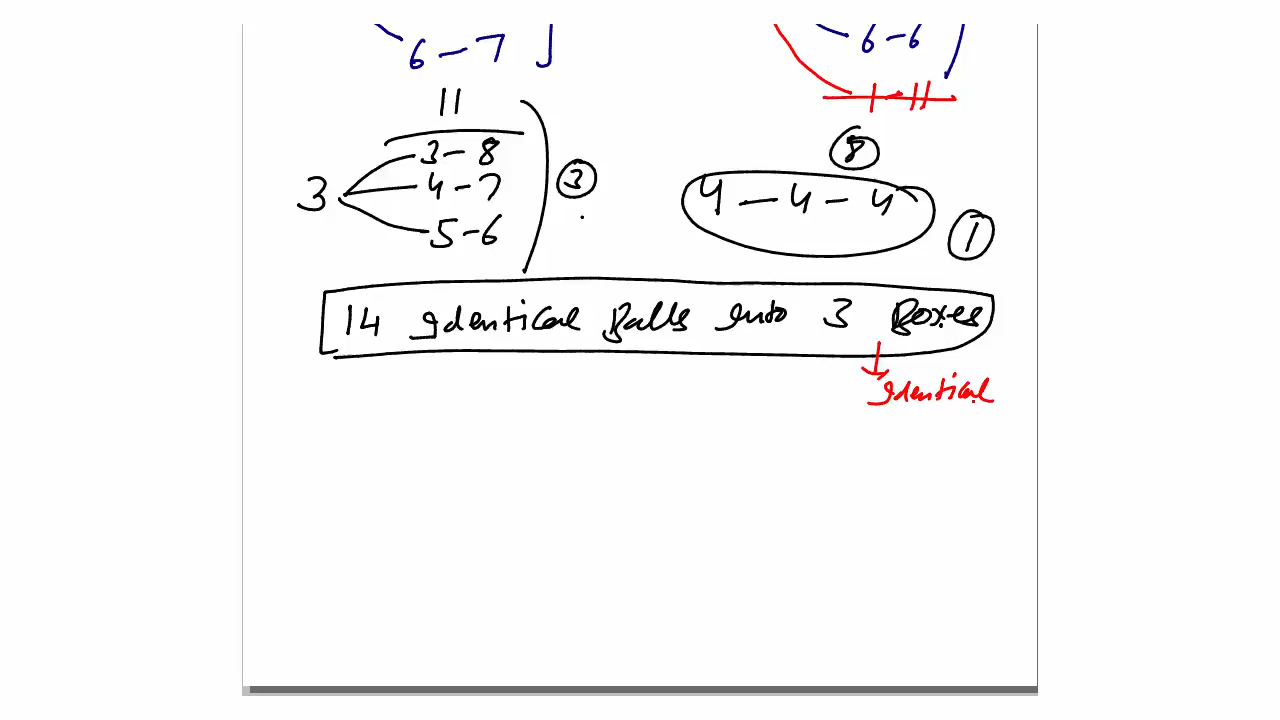 6 - 7
6 - 6
11
3 - 8
3
4 - 7
5 - 6
3
8
4 - 4 - 4
1
14 identical Balls into 3 Boxes
identical